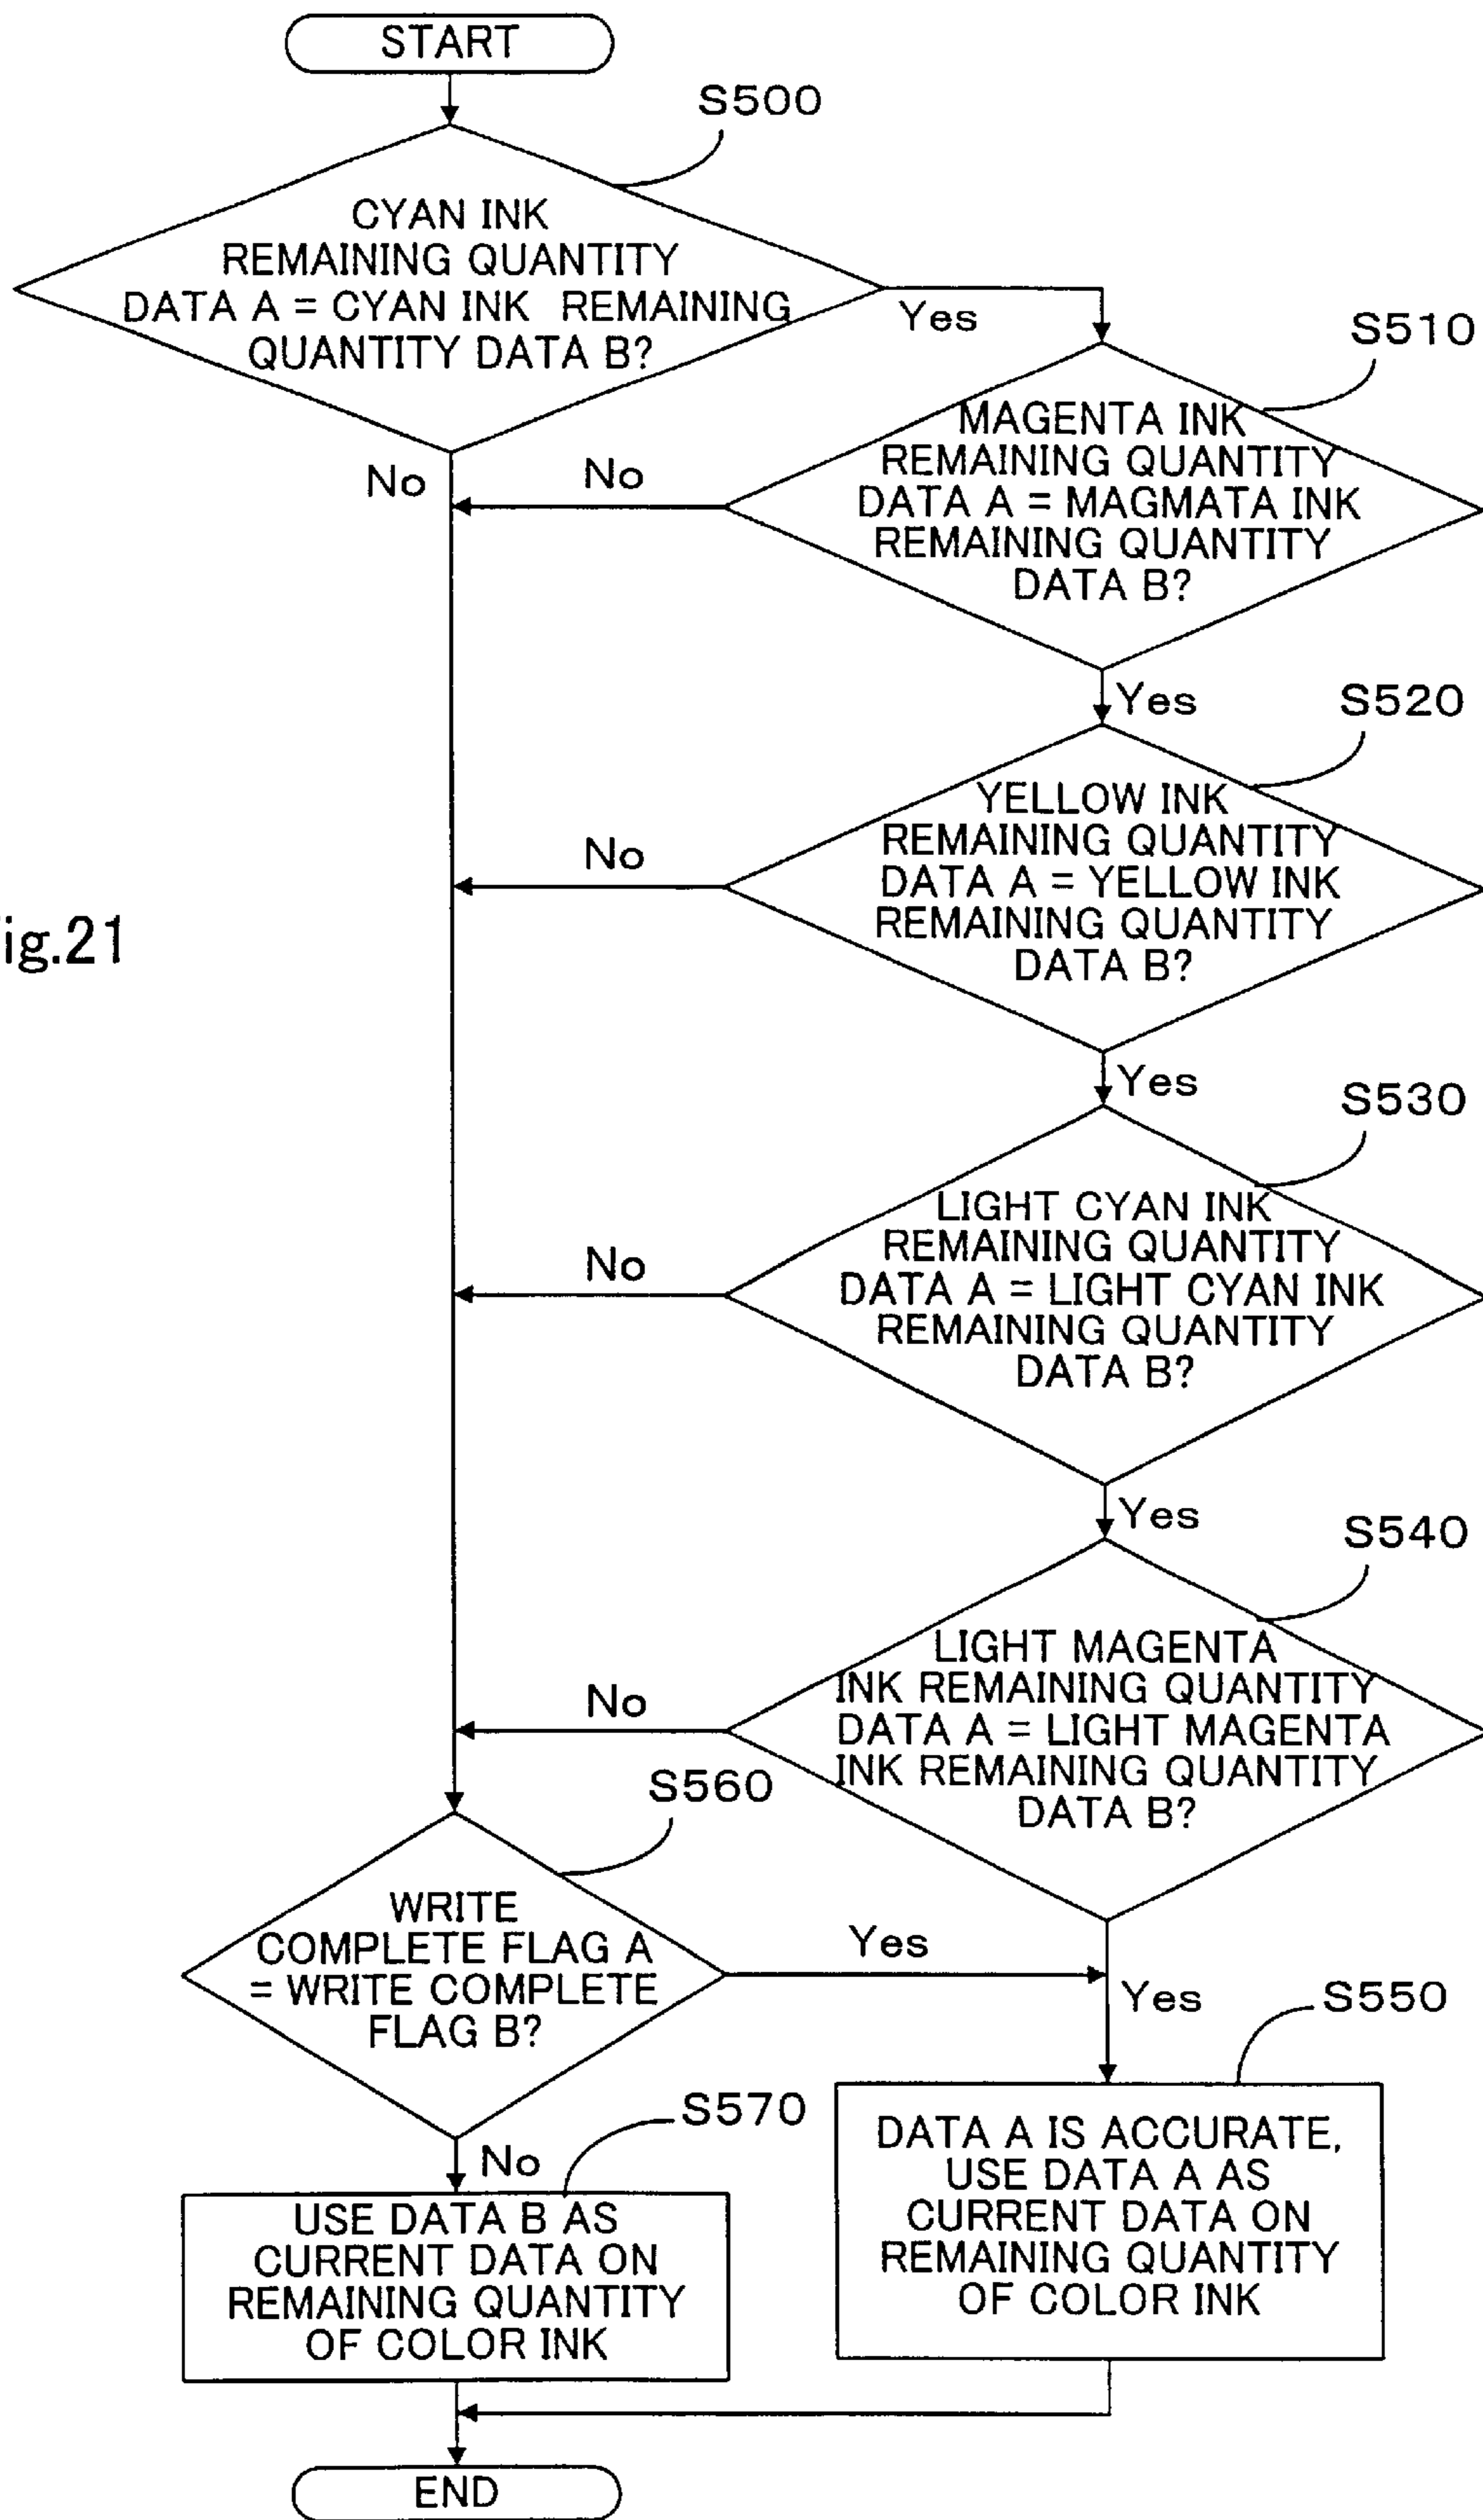 START
S500
CYAN INK
REMAINING QUANTITY
DATA A = CYAN INK REMAINING
QUANTITY DATA B?
Yes
No
S510
MAGENTA INK
REMAINING QUANTITY
DATA A = MAGMATA INK
REMAINING QUANTITY
DATA B?
No
Yes
S520
YELLOW INK
REMAINING QUANTITY
DATA A = YELLOW INK
REMAINING QUANTITY
DATA B?
No
ig.21
Yes
S530
LIGHT CYAN INK
REMAINING QUANTITY
DATA A = LIGHT CYAN INK
REMAINING QUANTITY
DATA B?
No
Yes
S540
LIGHT MAGENTA
INK REMAINING QUANTITY
DATA A = LIGHT MAGENTA
INK REMAINING QUANTITY
DATA B?
No
Yes
S560
WRITE
COMPLETE FLAG A
= WRITE COMPLETE
FLAG B?
Yes
No
S550
DATA A IS ACCURATE,
USE DATA A AS
CURRENT DATA ON
REMAINING QUANTITY
OF COLOR INK
S570
USE DATA B AS
CURRENT DATA ON
REMAINING QUANTITY
OF COLOR INK
END